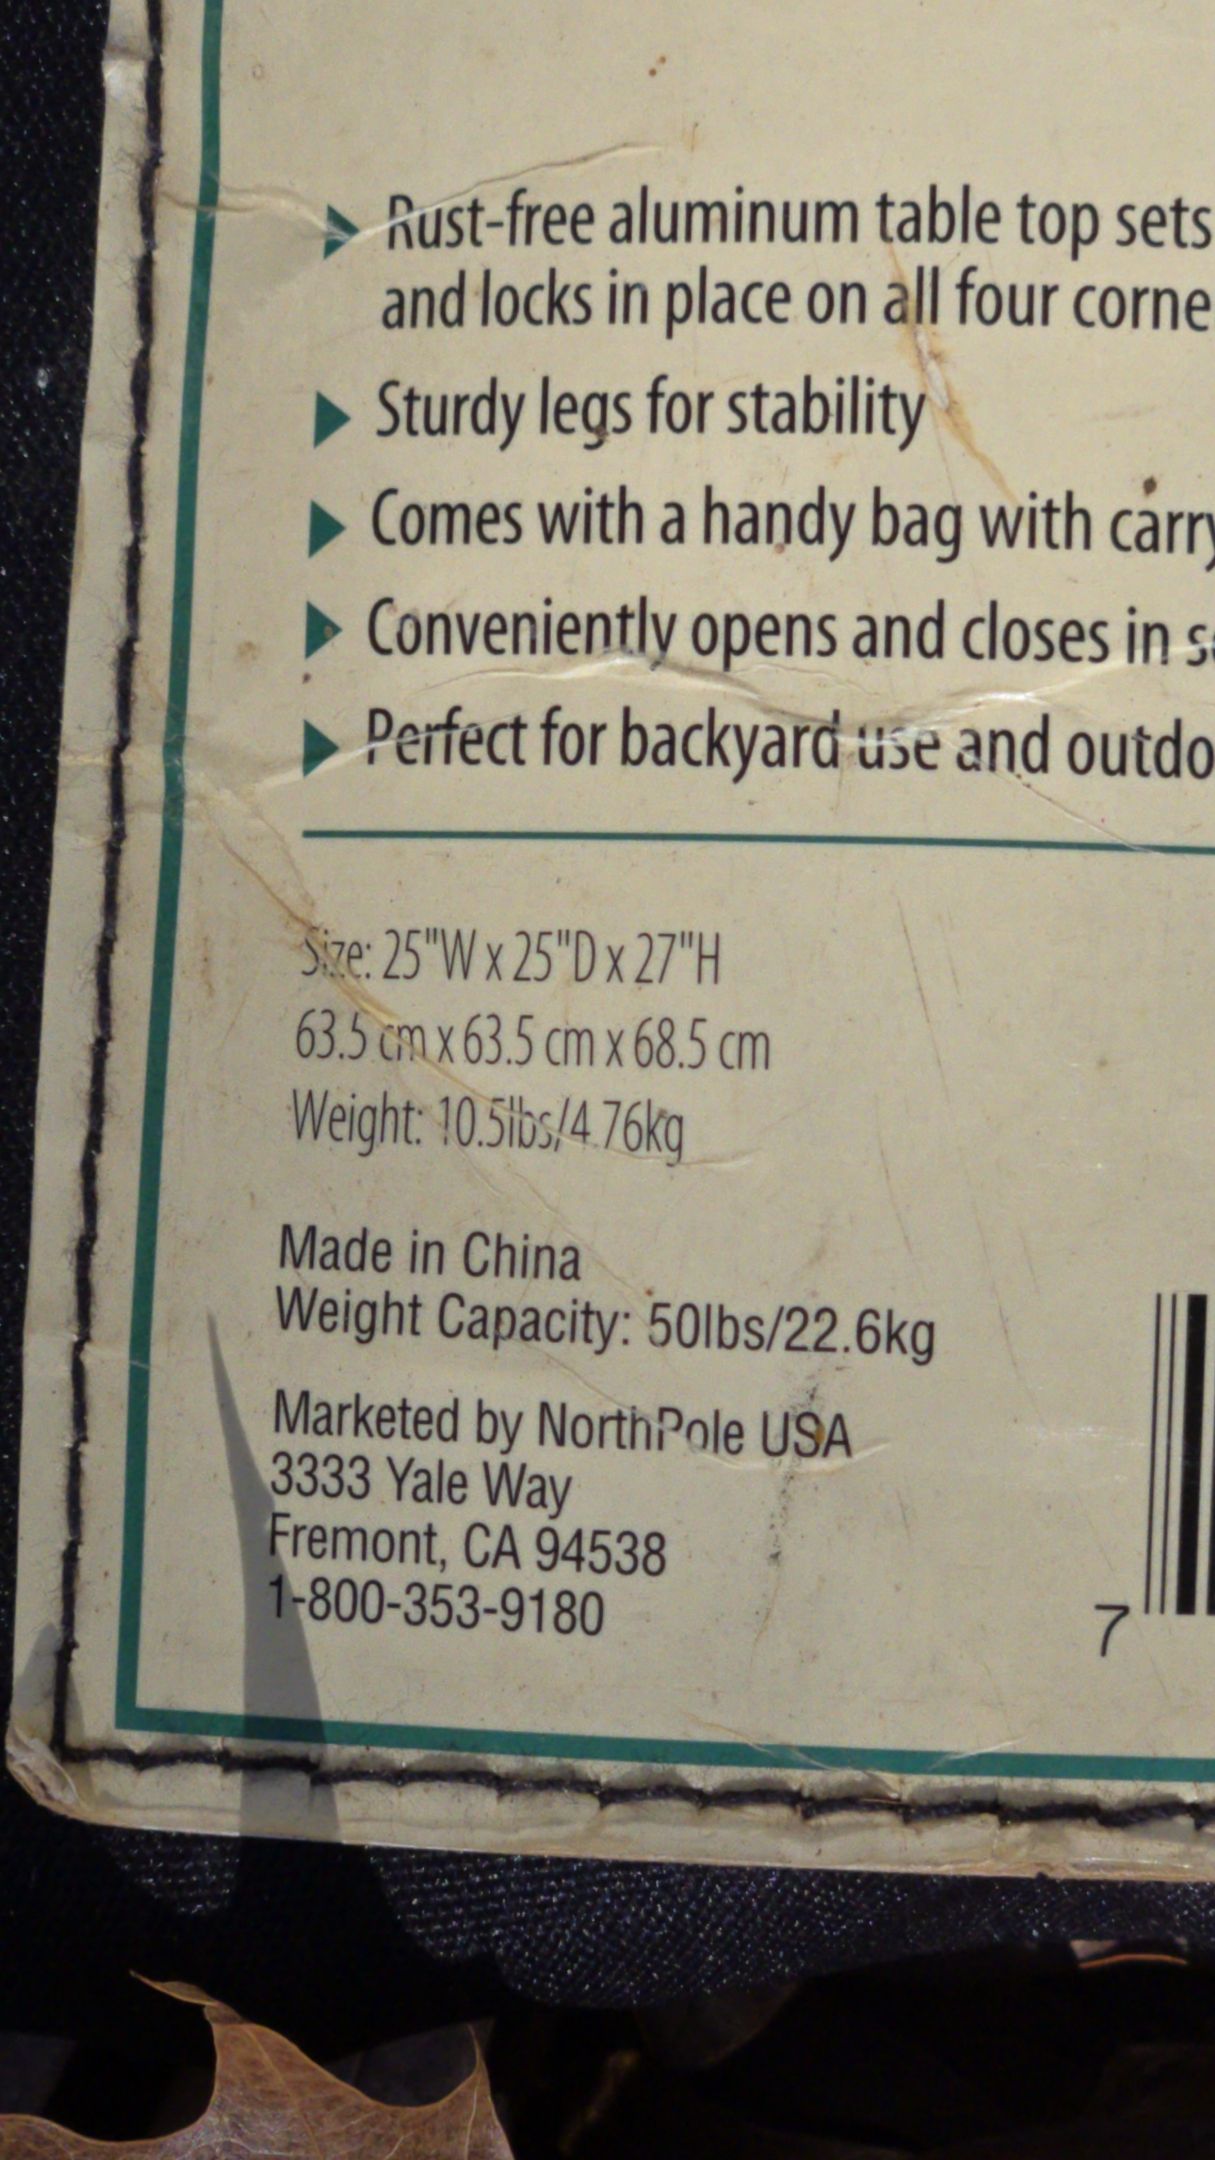 Rust-free aluminum table top sets
and locks in place on all four corne
Sturdy legs for stability
Comes with a handy bag with carry
Conveniently opens and closes in s
Perfect for backyard use and outdo
Size: 25"W x 25"D x 27"H
63.5 cm x 63.5 cm x 68.5 cm
Weight: 10.5lbs/4.76kg
Made in China
Weight Capacity: 50lbs/22.6kg
Marketed by NorthPole USA
3333 Yale Way
Fremont, CA 94538
1-800-353-9180
7